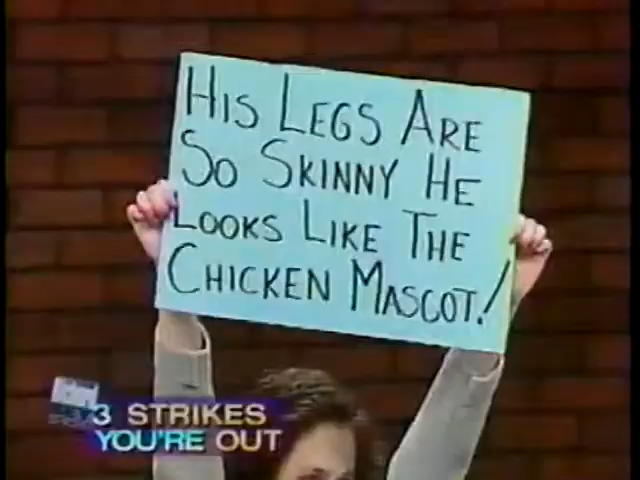 HIS LEGS ARE
SO SKINNY HE
LOOKS LIKE THE
CHICKEN MASCOT!
3 STRIKES
YOU'RE OUT